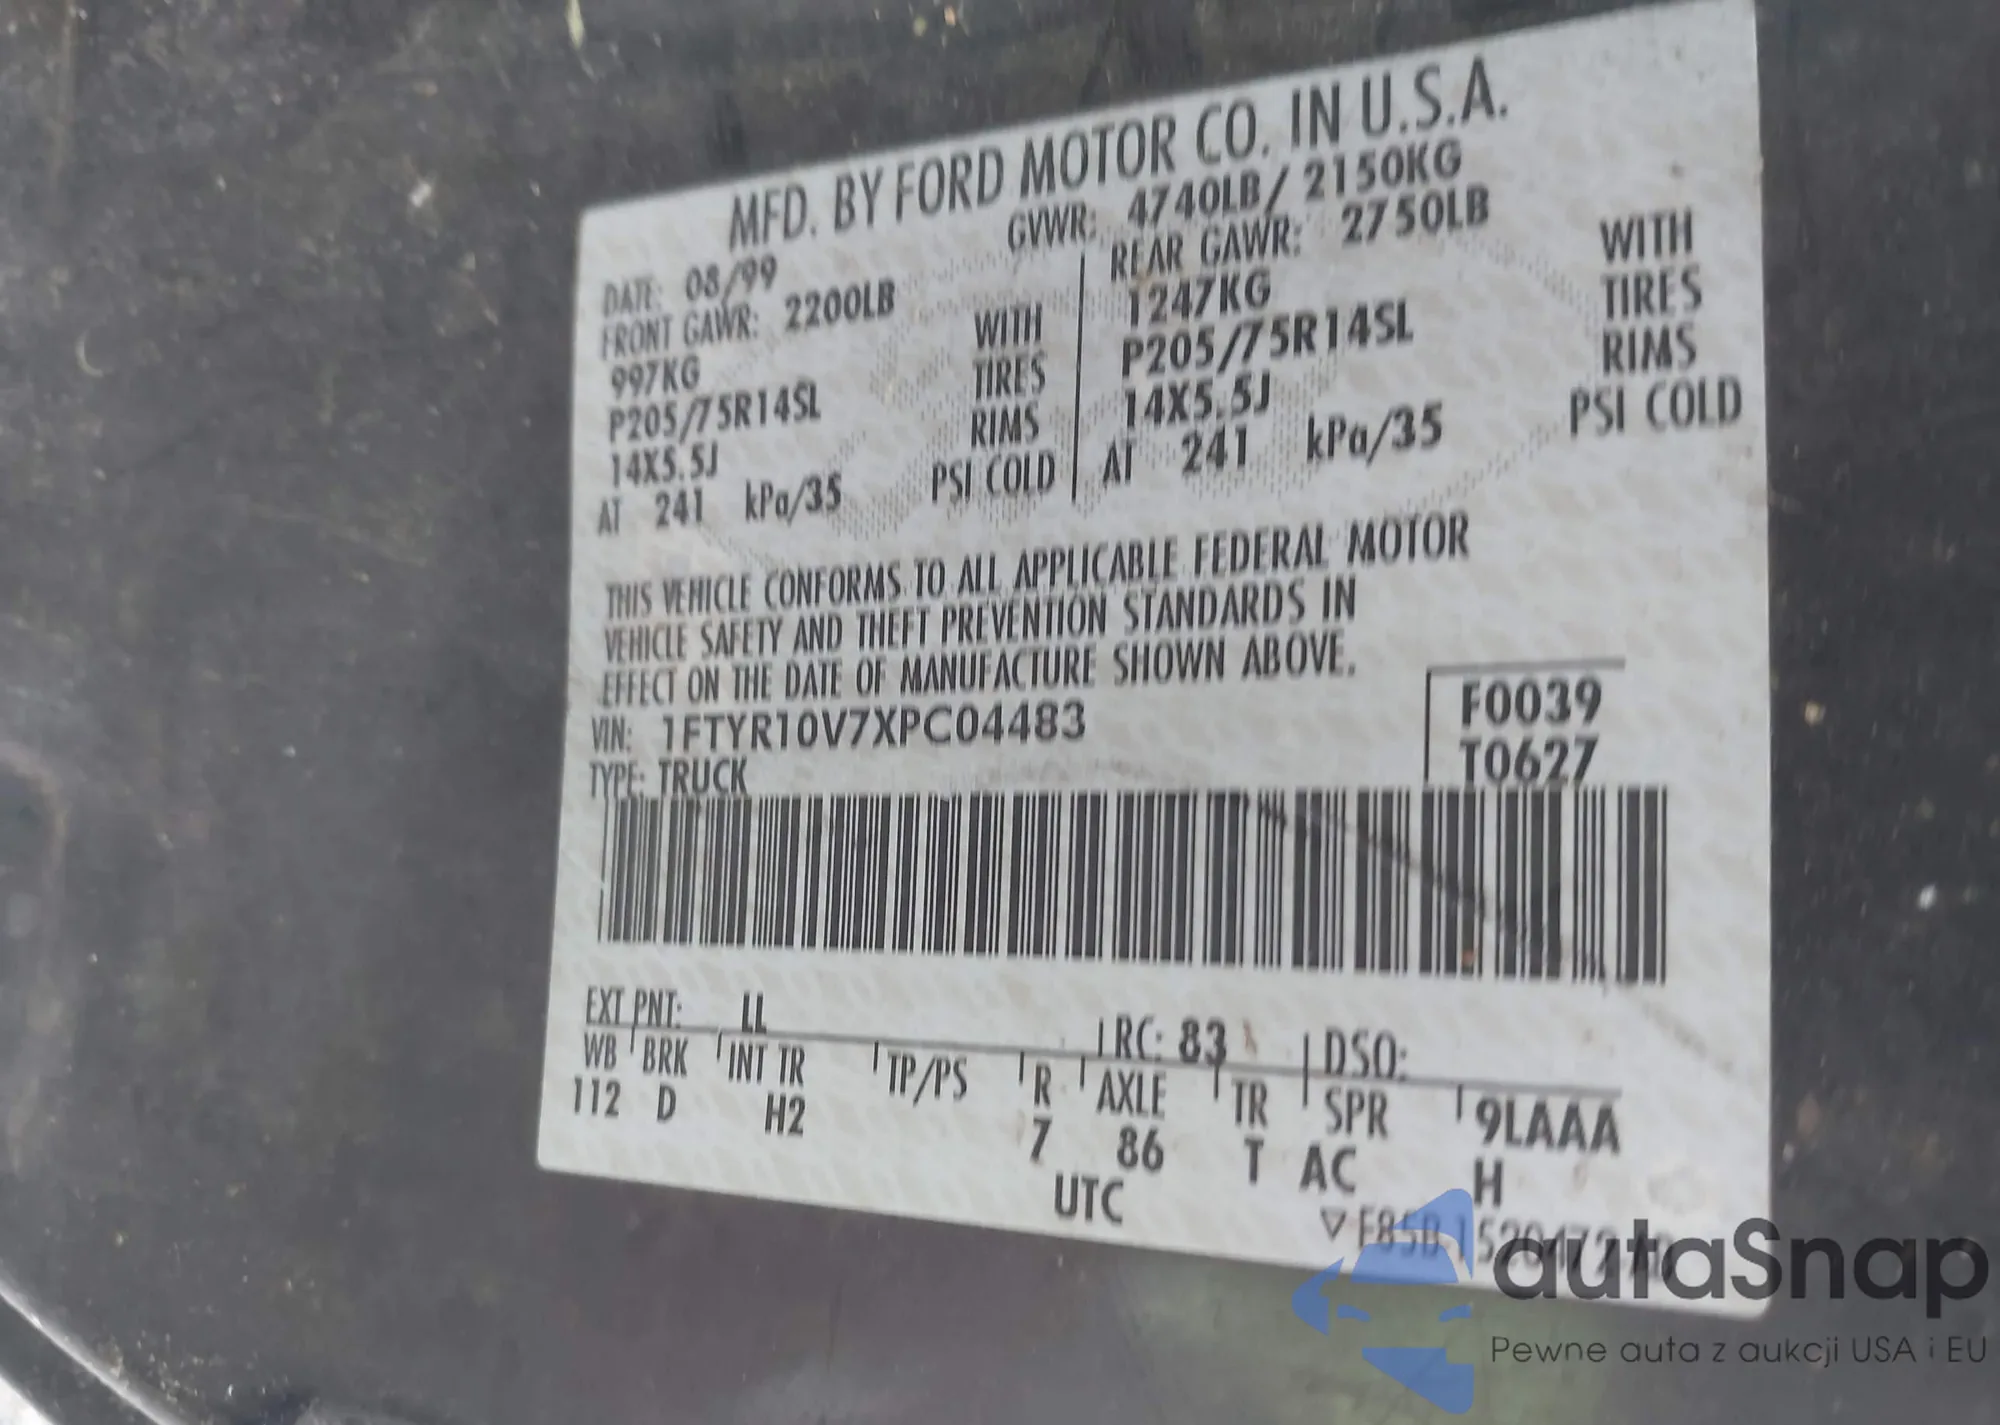 MFD. BY FORD MOTOR CO. IN U.S.A.
DATE: 08/99 GVWR: 4740LB/ 2150KG
FRONT GAWR: 2200LB REAR GAWR: 2750LB
997KG WITH 1247KG WITH
P205/75R14SL TIRES P205/75R14SL TIRES
14X5.5J RIMS 14X5.5J RIMS
AT 241 kPa/35 PSI COLD AT 241 kPa/35 PSI COLD
THIS VEHICLE CONFORMS TO ALL APPLICABLE FEDERAL MOTOR
VEHICLE SAFETY AND THEFT PREVENTION STANDARDS IN
EFFECT ON THE DATE OF MANUFACTURE SHOWN ABOVE.
VIN: 1FTYR10V7XPC04483 F0039
TYPE: TRUCK T0627
EXT PNT: LL RC: 83 DSO:
WB BRK INT TR TP/PS R AXLE TR SPR 9LAAA
112 D H2 7 86 T AC H
UTC
autaSnap
Pewne auta z aukcji USA i EU